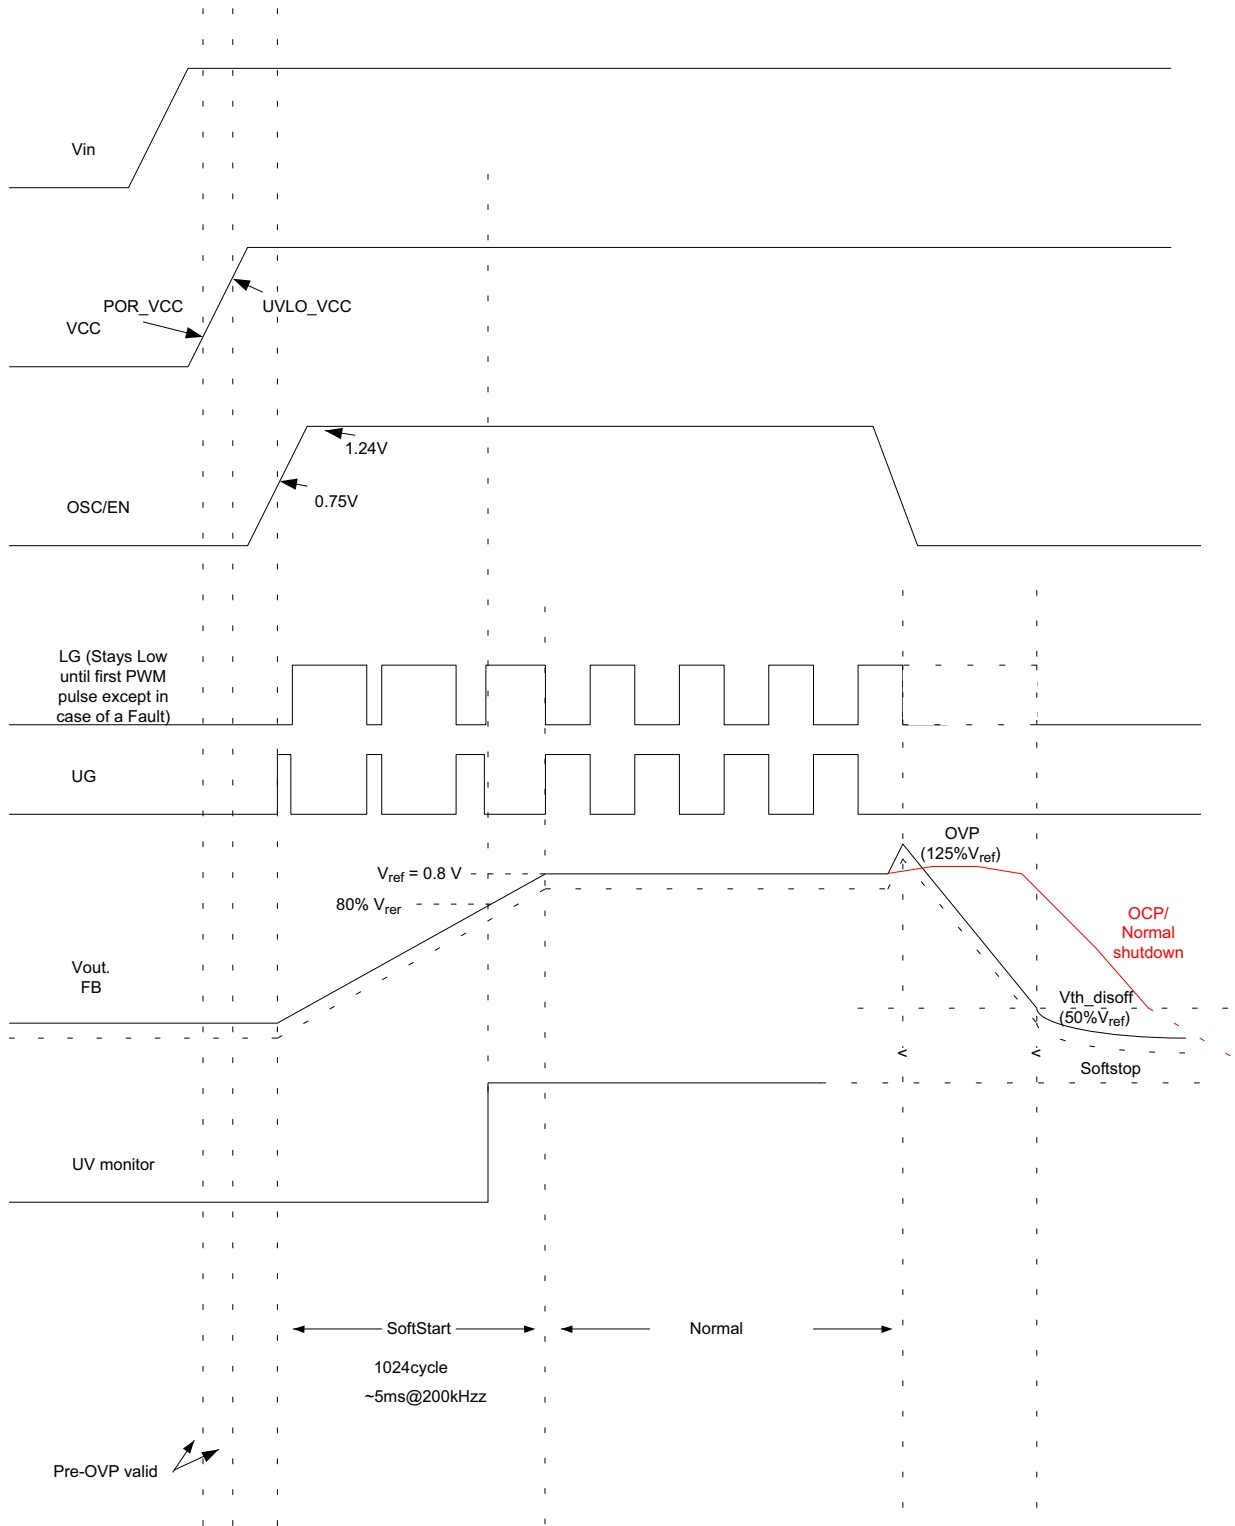 Vin
POR_VCC
UVLO_VCC
VCC
1.24V
0.75V
OSC/EN
LG (Stays Low
until first PWM
pulse except in
case of a Fault)
UG
OVP
(125%Vref)
Vref = 0.8 V
80% Vrer
OCP/
Normal
shutdown
Vout.
FB
Vth_disoff
(50%Vref)
Softstop
UV monitor
SoftStart
Normal
1024cycle
~5ms@200kHzz
Pre-OVP valid